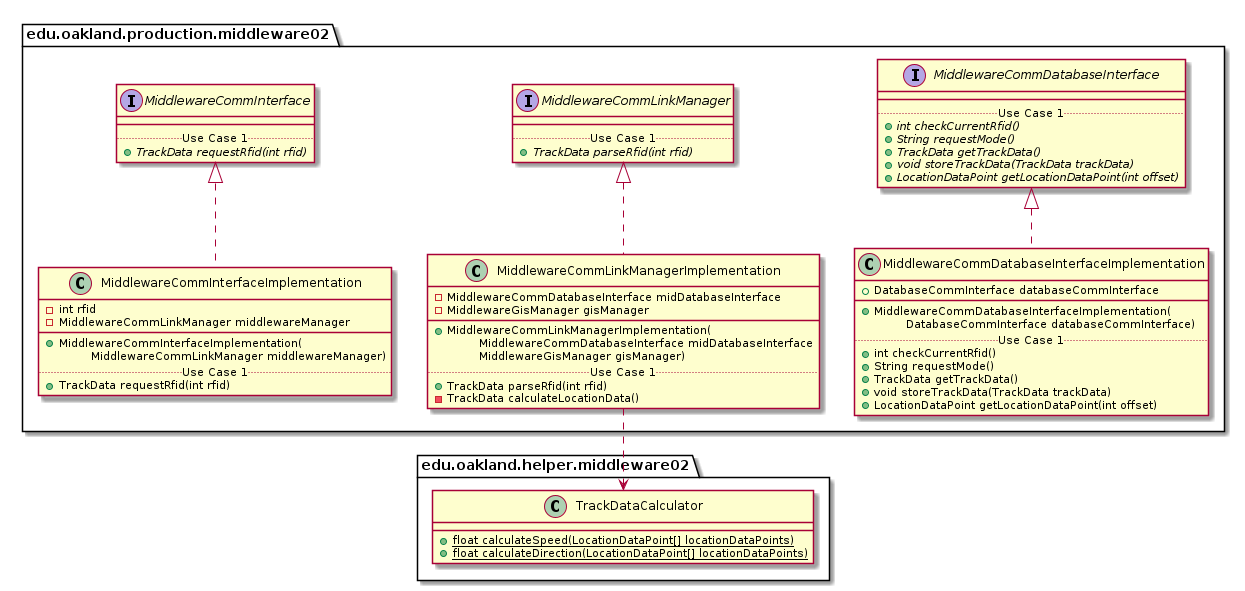 edu.oakland.production.middleware02
I MiddlewareCommInterface
Use Case 1
TrackData requestRfid(int rfid)
I MiddlewareCommLinkManager
Use Case 1
TrackData parseRfid(int rfid)
I MiddlewareCommDatabaseInterface
Use Case 1
int checkCurrentRfid()
String requestMode()
TrackData getTrackData()
void storeTrackData(TrackData trackData)
LocationDataPoint getLocationDataPoint(int offset)
C MiddlewareCommInterfaceImplementation
int rfid
MiddlewareCommLinkManager middlewareManager
MiddlewareCommInterfaceImplementation(
MiddlewareCommLinkManager middlewareManager)
Use Case 1
TrackData requestRfid(int rfid)
C MiddlewareCommLinkManagerImplementation
MiddlewareCommDatabaseInterface midDatabaseInterface
MiddlewareGisManager gisManager
MiddlewareCommLinkManagerImplementation(
MiddlewareCommDatabaseInterface midDatabaseInterface
MiddlewareGisManager gisManager)
Use Case 1
TrackData parseRfid(int rfid)
TrackData calculateLocationData()
C MiddlewareCommDatabaseInterfaceImplementation
DatabaseCommInterface databaseCommInterface
MiddlewareCommDatabaseInterfaceImplementation(
DatabaseCommInterface databaseCommInterface)
Use Case 1
int checkCurrentRfid()
String requestMode()
TrackData getTrackData()
void storeTrackData(TrackData trackData)
LocationDataPoint getLocationDataPoint(int offset)
edu.oakland.helper.middleware02
C TrackDataCalculator
float calculateSpeed(LocationDataPoint[] locationDataPoints)
float calculateDirection(LocationDataPoint[] locationDataPoints)